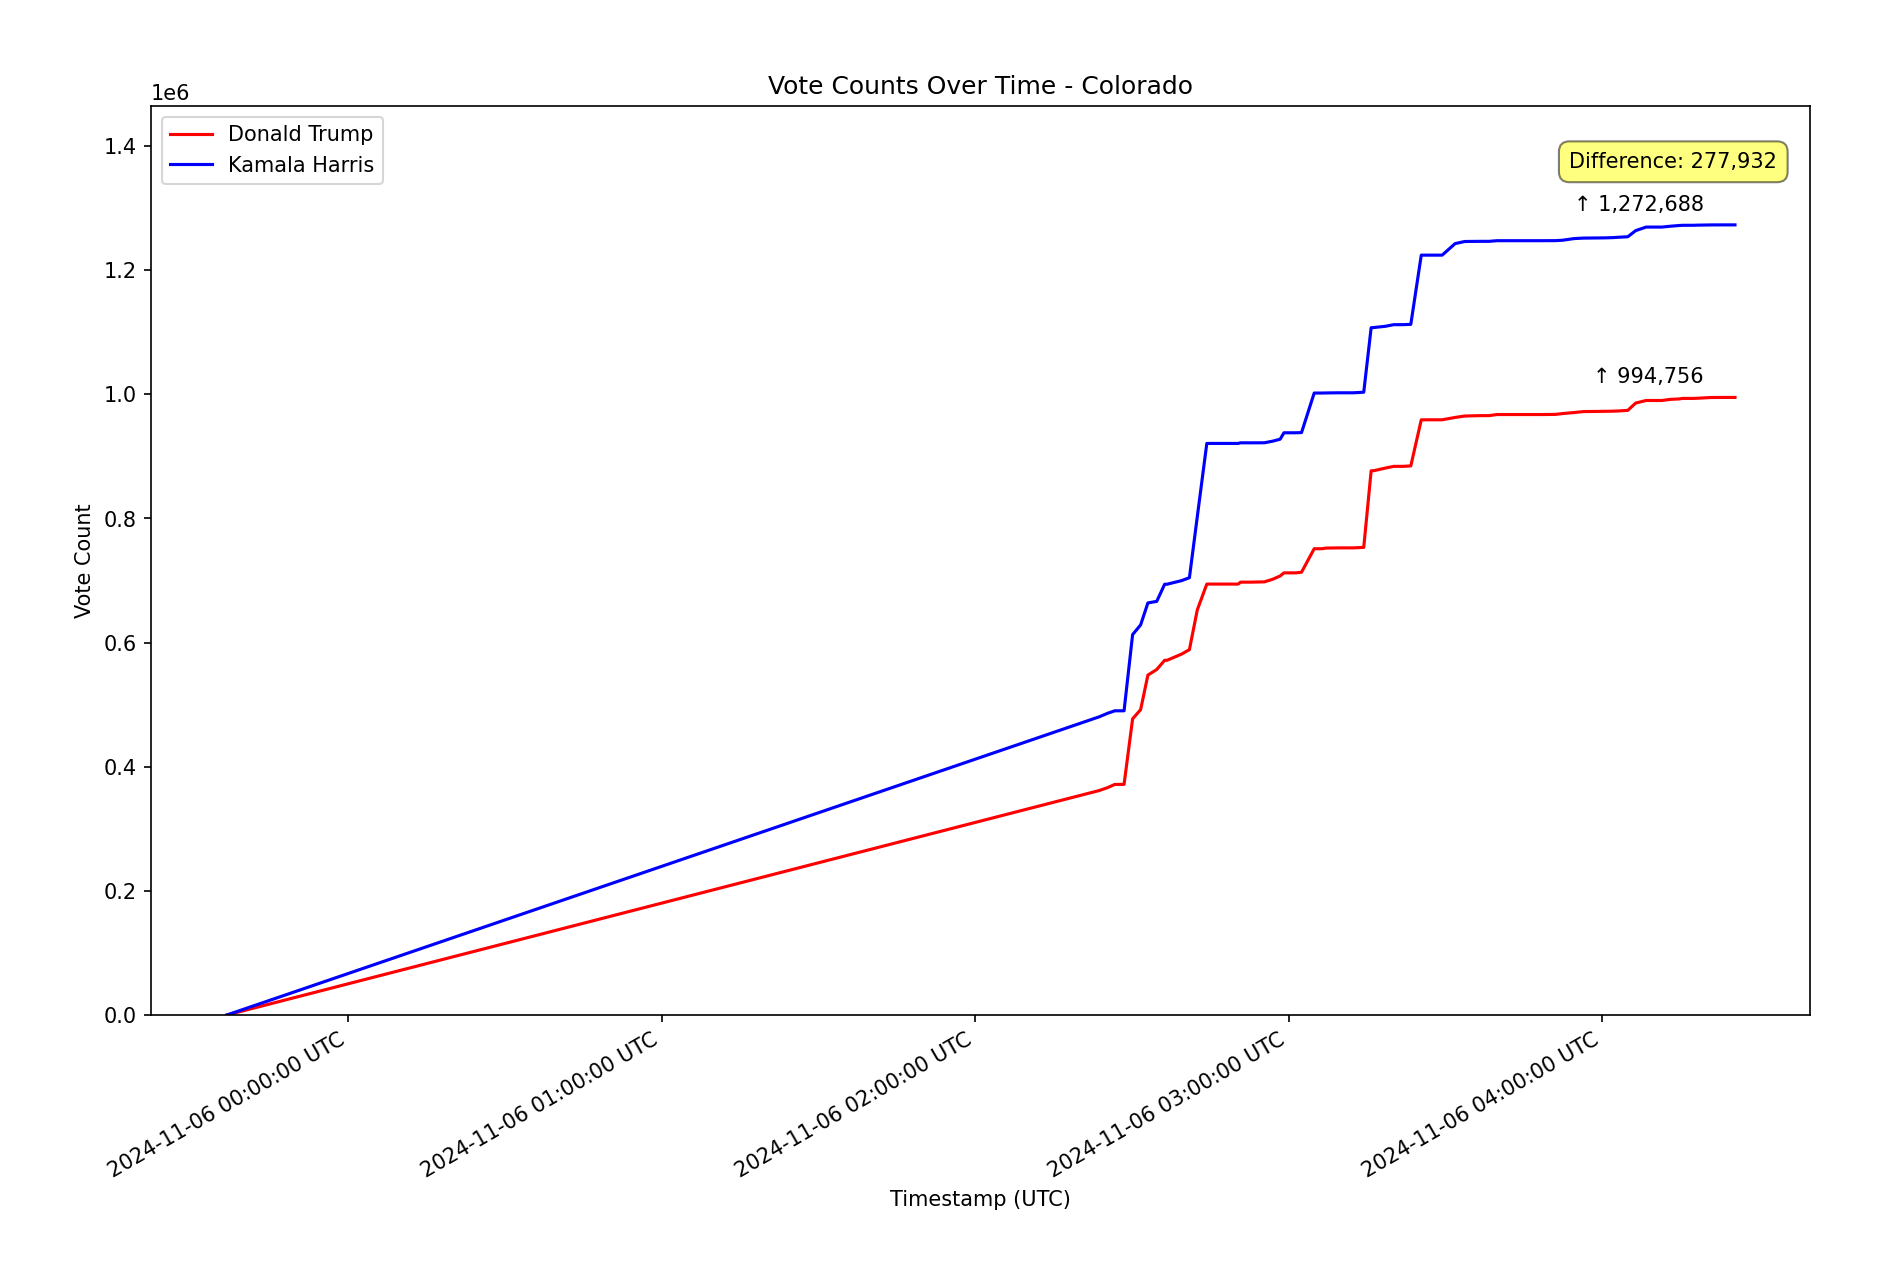 Vote Counts Over Time - Colorado
1e6
Donald Trump
Kamala Harris
Difference: 277,932
↑ 1,272,688
↑ 994,756
Vote Count
1.4
1.2
1.0
0.8
0.6
0.4
0.2
0.0
2024-11-06 00:00:00 UTC
2024-11-06 01:00:00 UTC
2024-11-06 02:00:00 UTC
2024-11-06 03:00:00 UTC
2024-11-06 04:00:00 UTC
Timestamp (UTC)